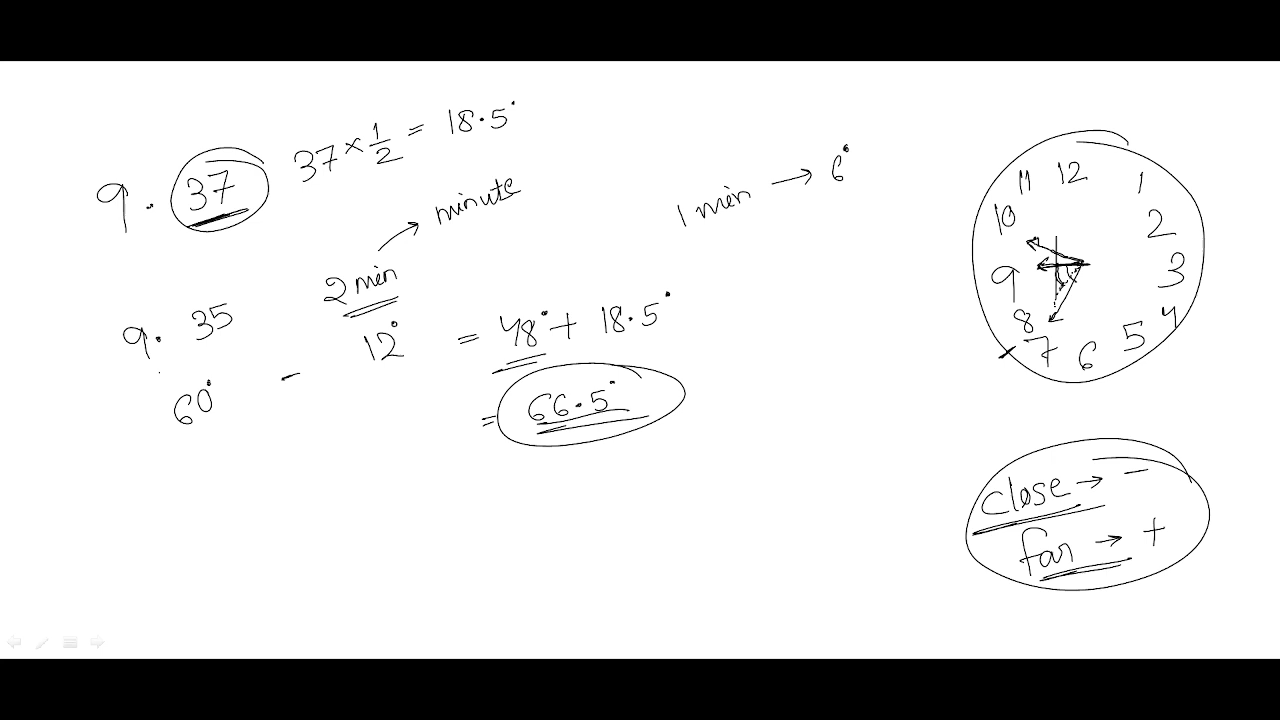 9. 37 37 × 1/2 = 18.5°
2 min → minute
1 min → 6°
9. 35
60° - 12° = 48° + 18.5°
= 66.5°
11 12 1
10 2
9 3
8 4
7 6 5
close → -
far → +